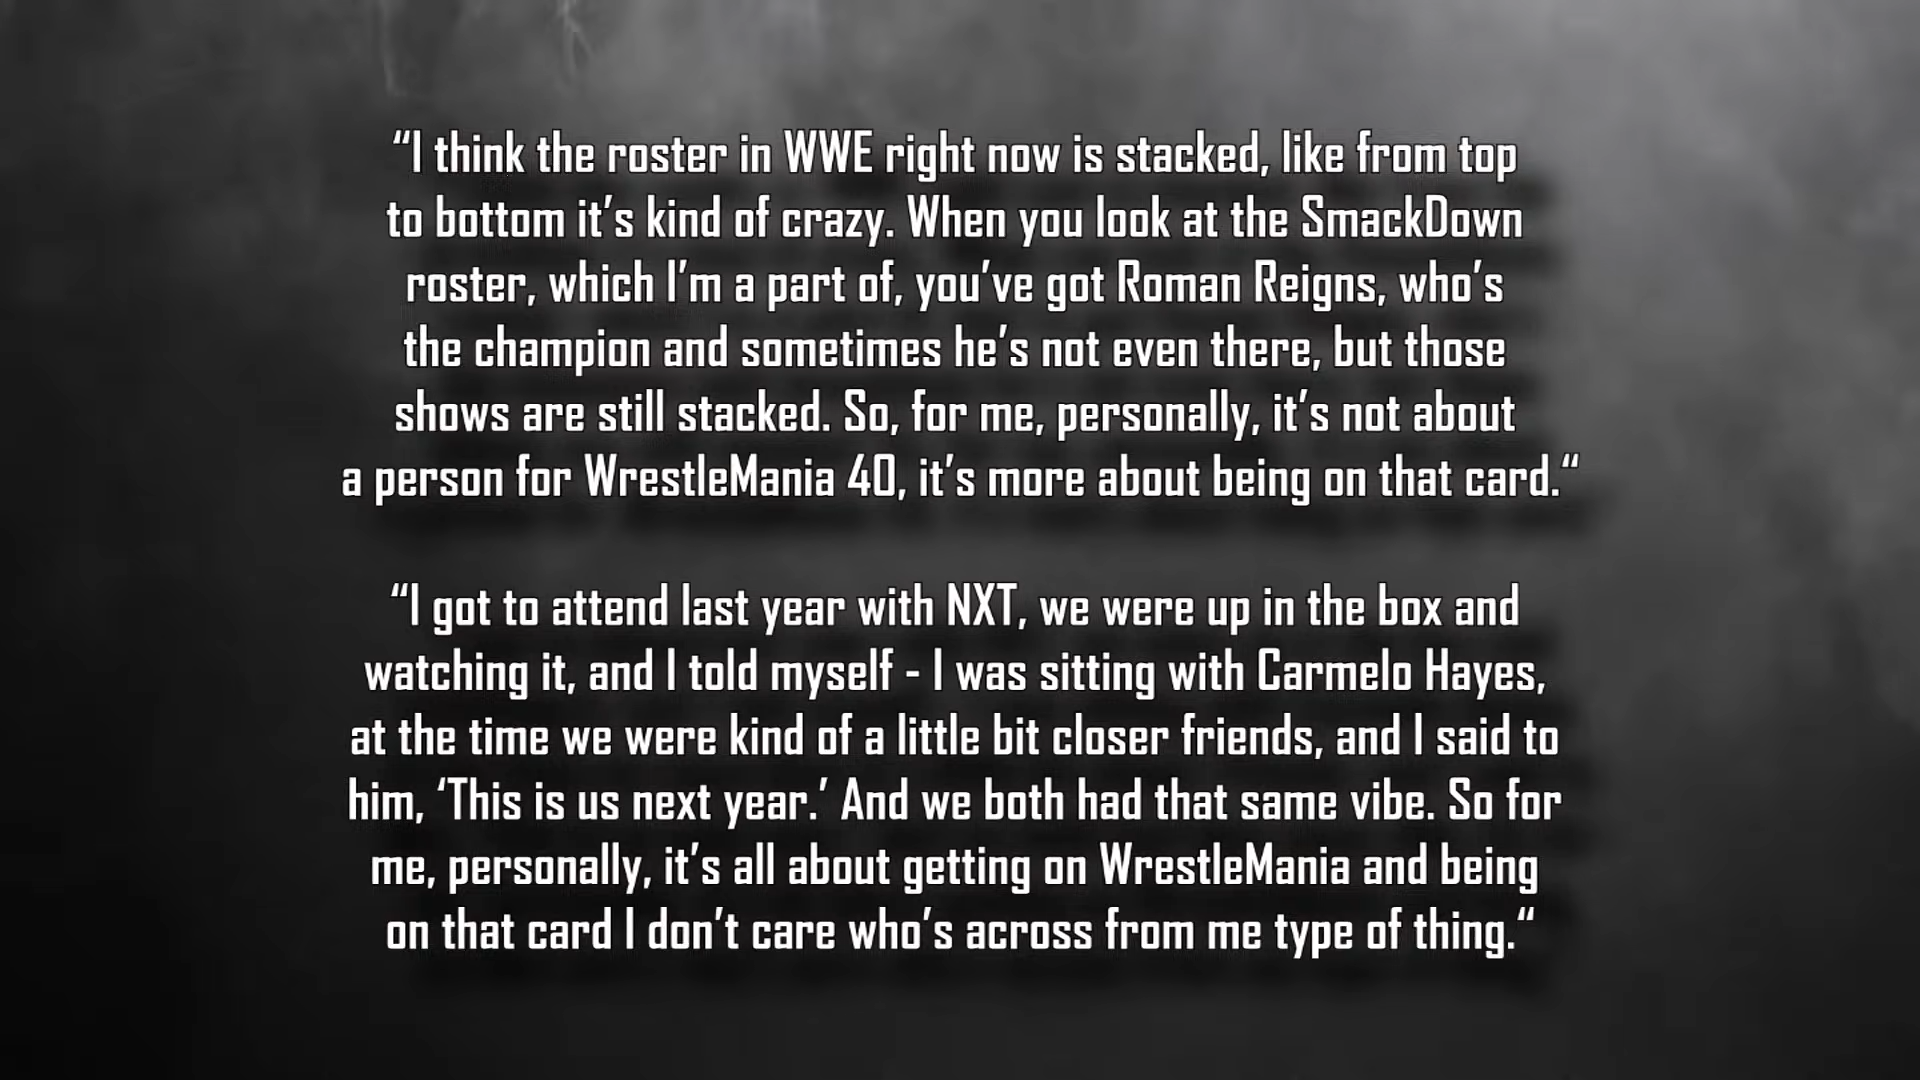 “I think the roster in WWE right now is stacked, like from top
to bottom it’s kind of crazy. When you look at the SmackDown
roster, which I’m a part of, you’ve got Roman Reigns, who’s
the champion and sometimes he’s not even there, but those
shows are still stacked. So, for me, personally, it’s not about
a person for WrestleMania 40, it’s more about being on that card.“
“I got to attend last year with NXT, we were up in the box and
watching it, and I told myself - I was sitting with Carmelo Hayes,
at the time we were kind of a little bit closer friends, and I said to
him, ‘This is us next year.’ And we both had that same vibe. So for
me, personally, it’s all about getting on WrestleMania and being
on that card I don’t care who’s across from me type of thing.“